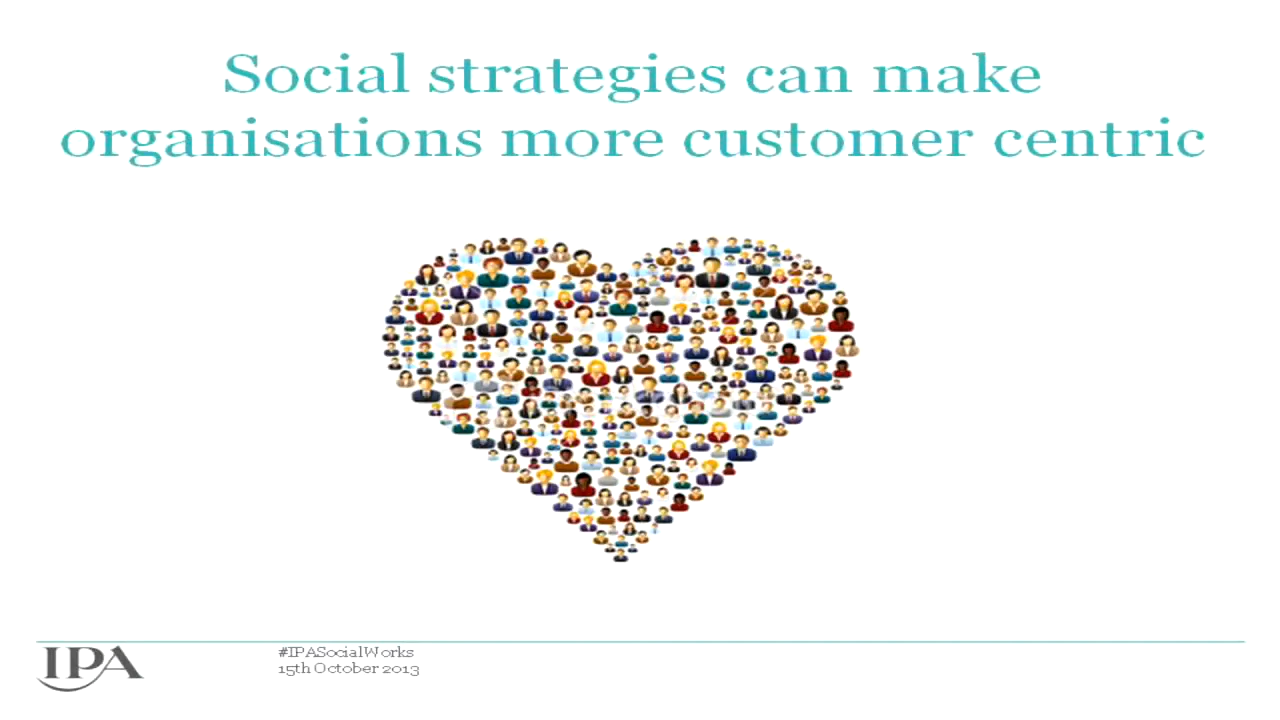 Social strategies can make
organisations more customer centric
IPA
#IPASocialWorks
15th October 2013